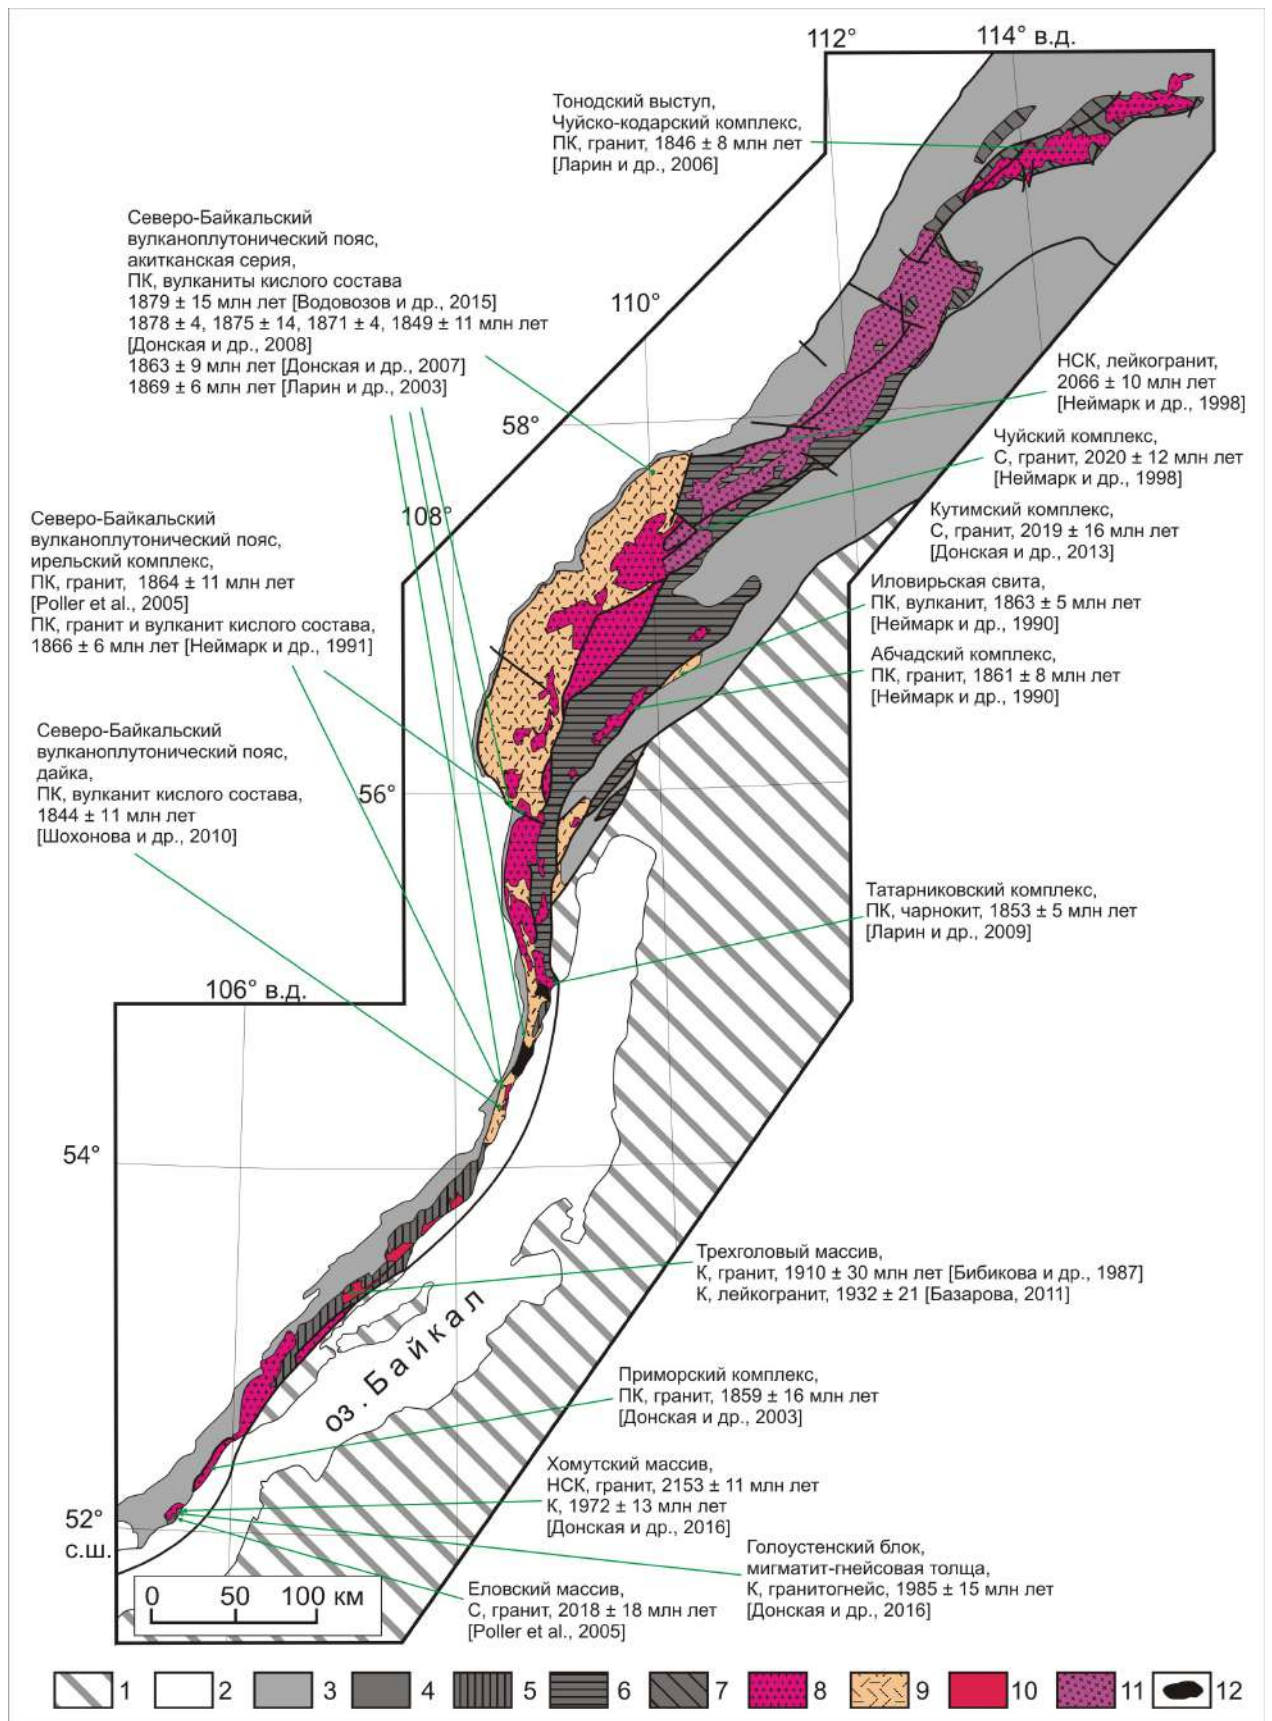 112°
114° в.д.
Тонодский выступ,
Чуйско-кодарский комплекс,
ПК, гранит, 1846 ± 8 млн лет
[Ларин и др., 2006]
Северо-Байкальский
вулканоплутонический пояс,
акитканская серия,
ПК, вулканиты кислого состава
1879 ± 15 млн лет [Водовозов и др., 2015]
1878 ± 4, 1875 ± 14, 1871 ± 4, 1849 ± 11 млн лет
[Донская и др., 2008]
1863 ± 9 млн лет [Донская и др., 2007]
1869 ± 6 млн лет [Ларин и др., 2003]
110°
НСК, лейкогранит,
2066 ± 10 млн лет
[Неймарк и др., 1998]
58°
Чуйский комплекс,
С, гранит, 2020 ± 12 млн лет
[Неймарк и др., 1998]
108°
Кутимский комплекс,
С, гранит, 2019 ± 16 млн лет
[Донская и др., 2013]
Северо-Байкальский
вулканоплутонический пояс,
ирельский комплекс,
ПК, гранит, 1864 ± 11 млн лет
[Poller et al., 2005]
ПК, гранит и вулканит кислого состава,
1866 ± 6 млн лет [Неймарк и др., 1991]
Иловирьская свита,
ПК, вулканит, 1863 ± 5 млн лет
[Неймарк и др., 1990]
Абчадский комплекс,
ПК, гранит, 1861 ± 8 млн лет
[Неймарк и др., 1990]
Северо-Байкальский
вулканоплутонический пояс,
дайка,
ПК, вулканит кислого состава,
1844 ± 11 млн лет
[Шохонова и др., 2010]
56°
Татарниковский комплекс,
ПК, чарнокит, 1853 ± 5 млн лет
[Ларин и др., 2009]
106° в.д.
54°
Трехголовый массив,
К, гранит, 1910 ± 30 млн лет [Бибикова и др., 1987]
К, лейкогранит, 1932 ± 21 [Базарова, 2011]
оз. Байкал
Приморский комплекс,
ПК, гранит, 1859 ± 16 млн лет
[Донская и др., 2003]
Хомутский массив,
НСК, гранит, 2153 ± 11 млн лет
К, 1972 ± 13 млн лет
[Донская и др., 2016]
52°
с.ш.
Голоустенский блок,
мигматит-гнейсовая толща,
К, гранитогнейс, 1985 ± 15 млн лет
[Донская и др., 2016]
Еловский массив,
С, гранит, 2018 ± 18 млн лет
[Poller et al., 2005]
0 50 100 км
1 2 3 4 5 6 7 8 9 10 11 12